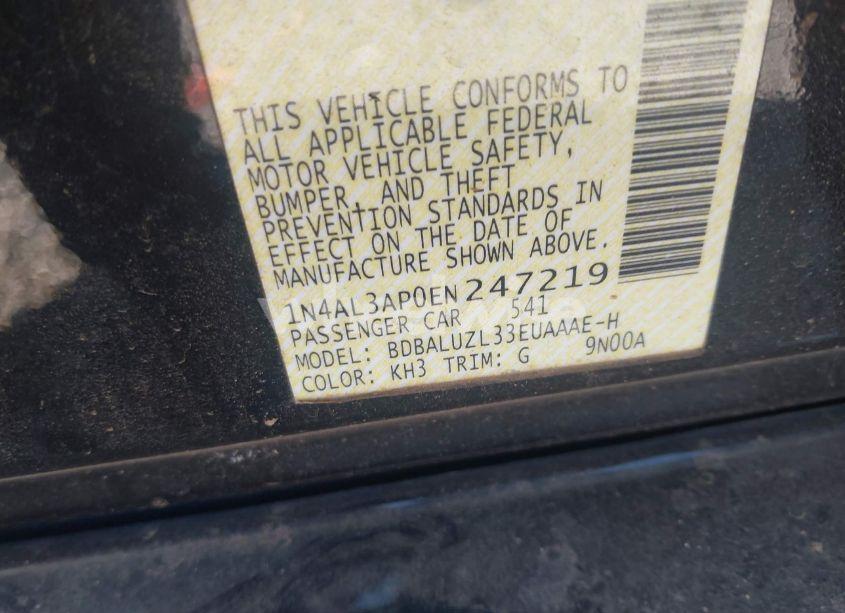 THIS VEHICLE CONFORMS TO
ALL APPLICABLE FEDERAL
MOTOR VEHICLE SAFETY,
BUMPER, AND THEFT
PREVENTION STANDARDS IN
EFFECT ON THE DATE OF
MANUFACTURE SHOWN ABOVE.
1N4AL3AP0EN247219
PASSENGER CAR 541
MODEL: BDBALUZL33EUAAAE-H
COLOR: KH3 TRIM: G 9N00A